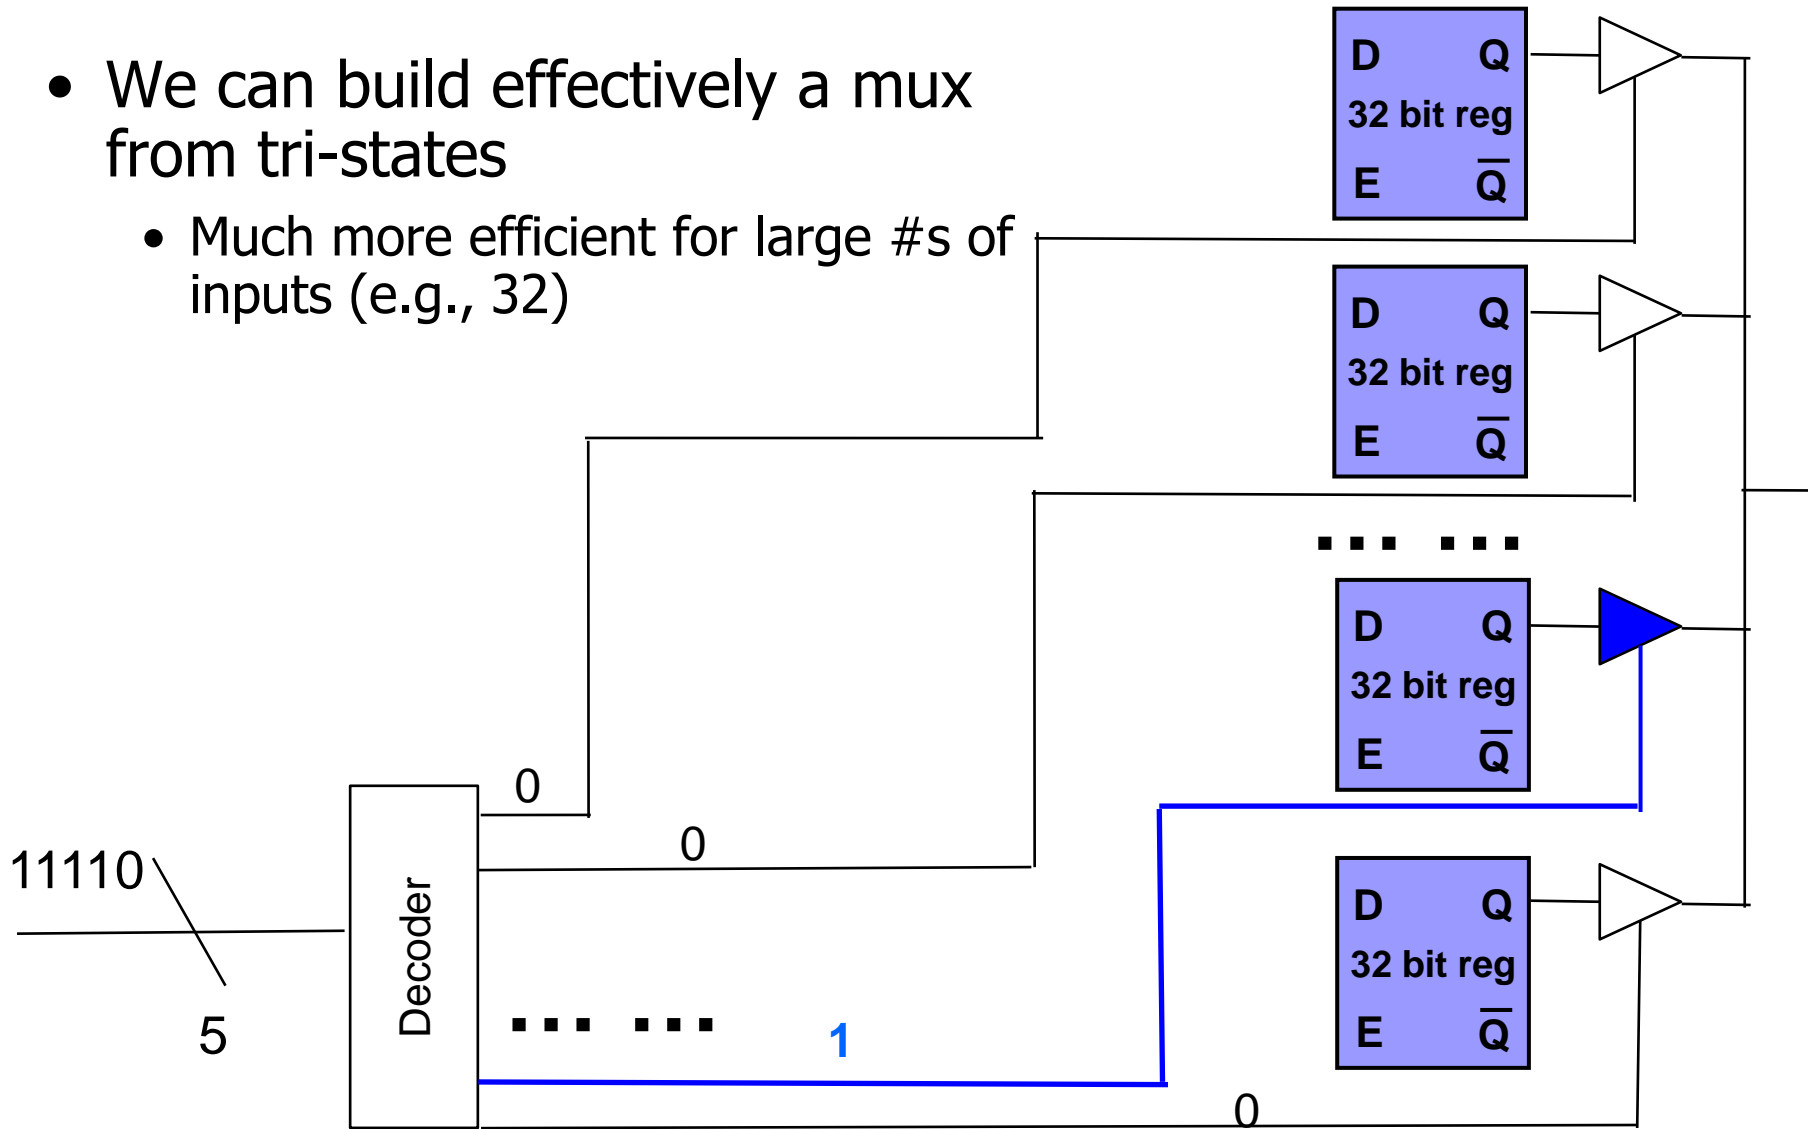 • We can build effectively a mux
from tri-states
• Much more efficient for large #s of
inputs (e.g., 32)
D Q
32 bit reg
E Q̅
D Q
32 bit reg
E Q̅
... ...
D Q
32 bit reg
E Q̅
D Q
32 bit reg
E Q̅
0
0
11110
5
Decoder
... ...
1
0